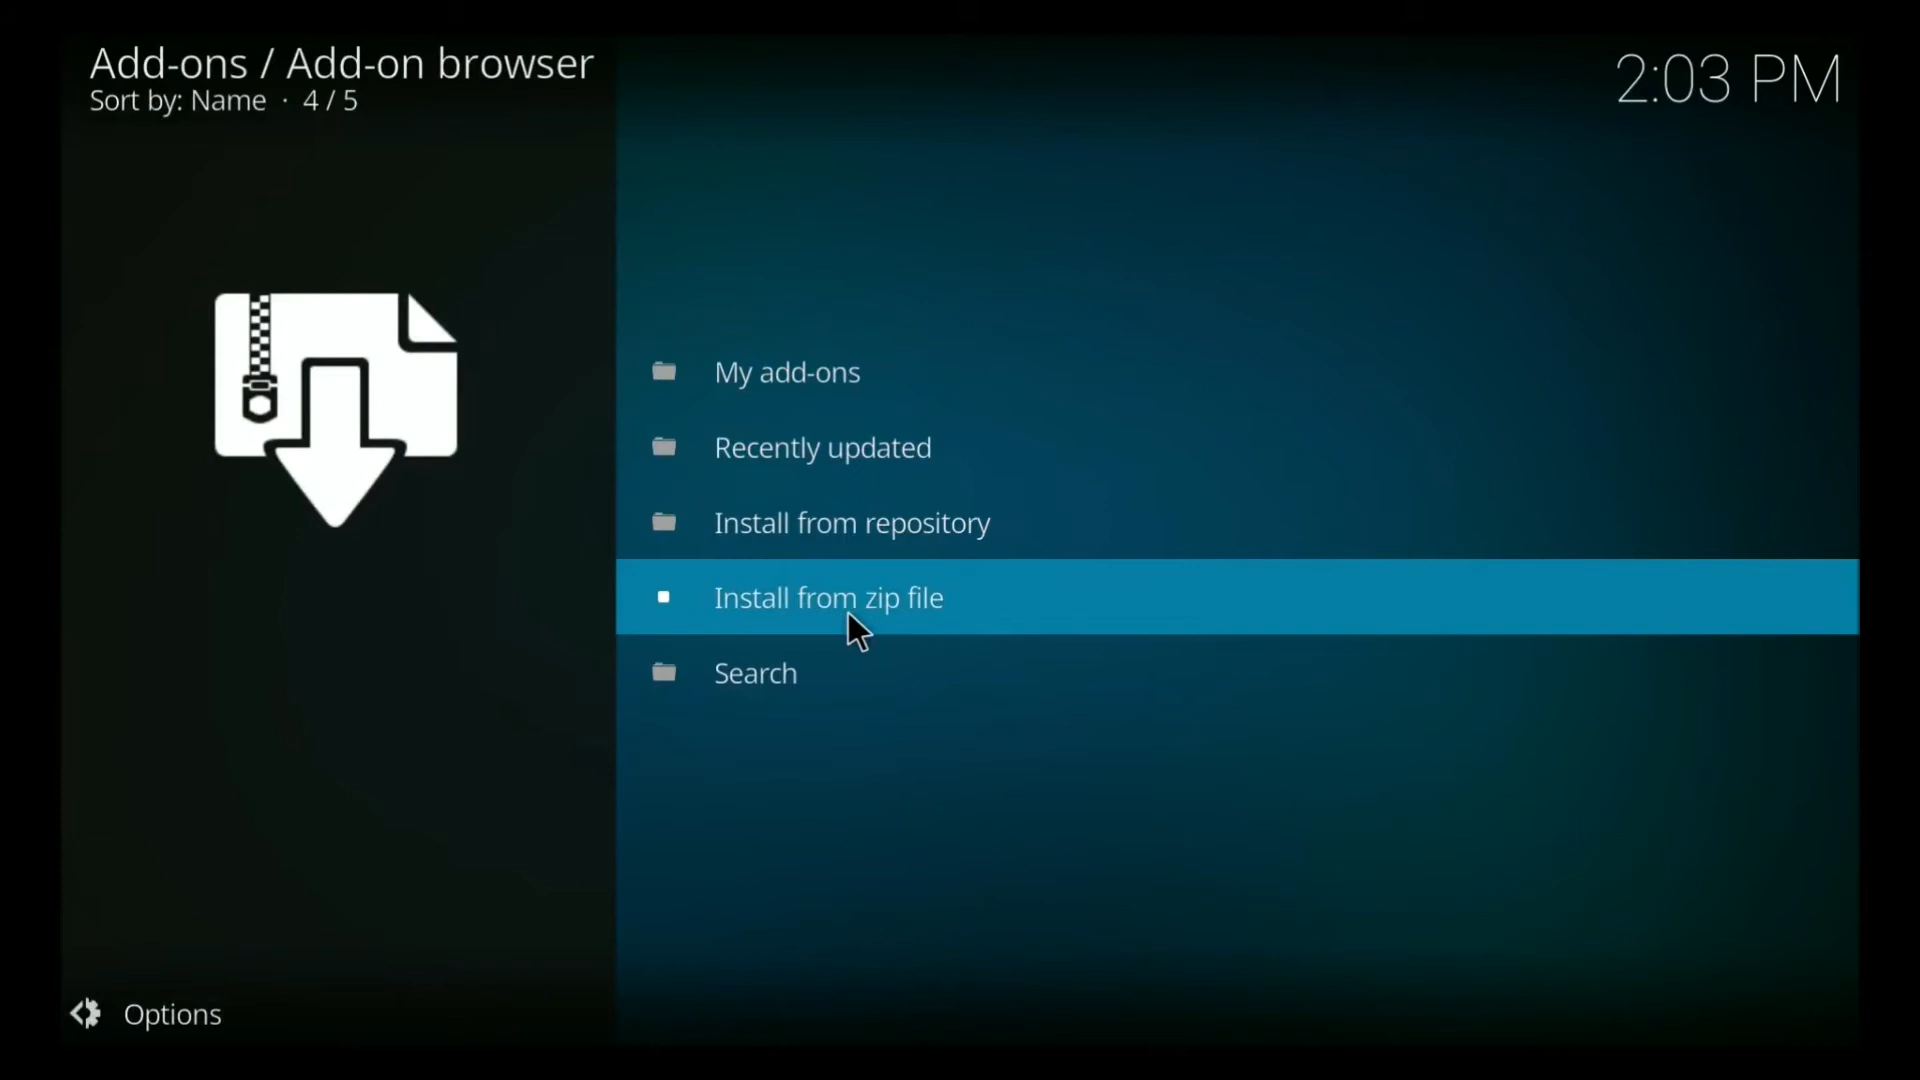 Add-ons / Add-on browser
Sort by: Name · 4 / 5
2:03 PM
My add-ons
Recently updated
Install from repository
Install from zip file
Search
Options